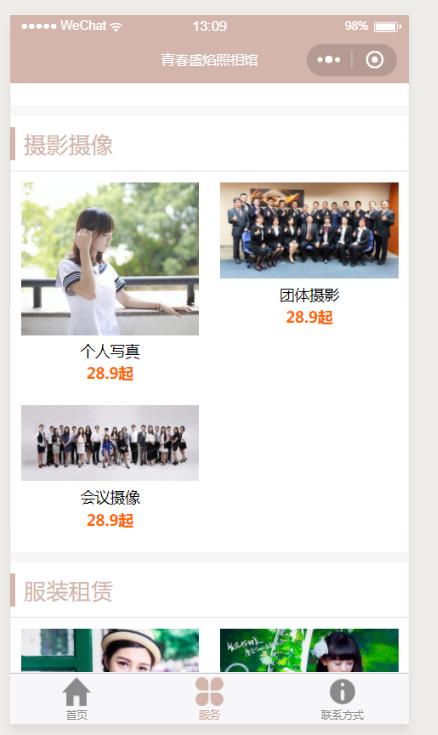 WeChat 13:09 98%
青春盛焰照相馆
摄影摄像
个人写真
28.9起
团体摄影
28.9起
会议摄像
28.9起
服装租赁
首页 服务 联系方式